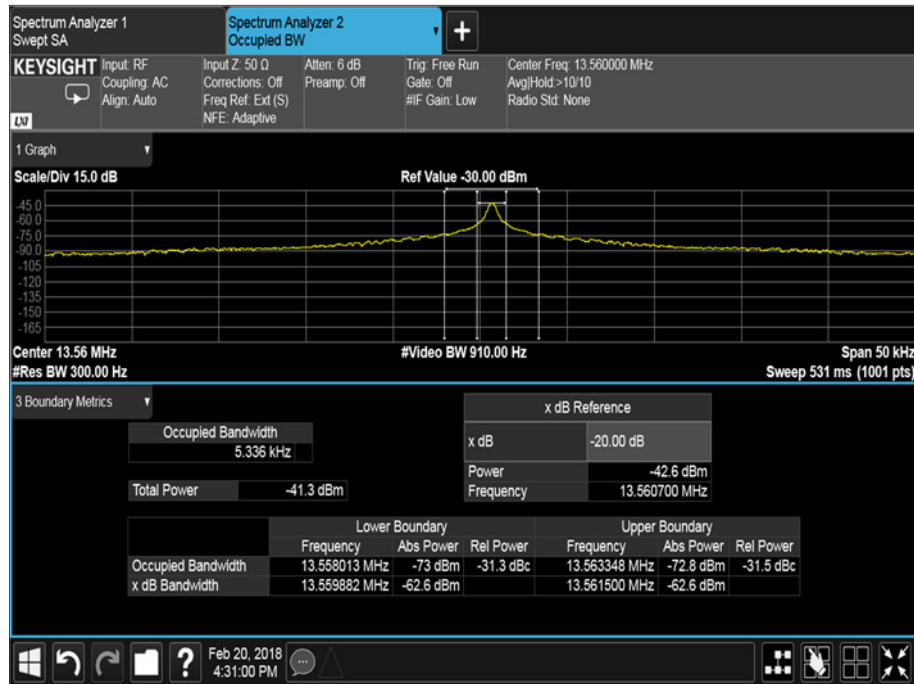 Spectrum Analyzer 1
Swept SA
Spectrum Analyzer 2
Occupied BW
+
KEYSIGHT
Input: RF
Coupling: AC
Align: Auto
Input Z: 50 Ω
Corrections: Off
Freq Ref: Ext (S)
NFE: Adaptive
Atten: 6 dB
Preamp: Off
Trig: Free Run
Gate: Off
#IF Gain: Low
Center Freq: 13.560000 MHz
Avg|Hold:>10/10
Radio Std: None
LXI
1 Graph
Scale/Div 15.0 dB
Ref Value -30.00 dBm
-45.0
-60.0
-75.0
-90.0
-105
-120
-135
-150
-165
Center 13.56 MHz
#Video BW 910.00 Hz
Span 50 kHz
#Res BW 300.00 Hz
Sweep 531 ms (1001 pts)
3 Boundary Metrics
Occupied Bandwidth
5.336 kHz
Total Power -41.3 dBm
x dB Reference
x dB -20.00 dB
Power -42.6 dBm
Frequency 13.560700 MHz
Lower Boundary Upper Boundary
Frequency Abs Power Rel Power Frequency Abs Power Rel Power
Occupied Bandwidth 13.558013 MHz -73 dBm -31.3 dBc 13.563348 MHz -72.8 dBm -31.5 dBc
x dB Bandwidth 13.559882 MHz -62.6 dBm 13.561500 MHz -62.6 dBm
?
Feb 20, 2018
4:31:00 PM